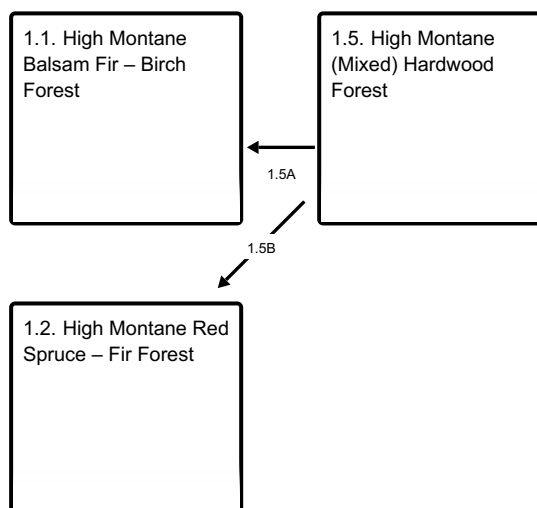 1.1. High Montane
Balsam Fir – Birch
Forest
1.5. High Montane
(Mixed) Hardwood
Forest
1.5A
1.5B
1.2. High Montane Red
Spruce – Fir Forest